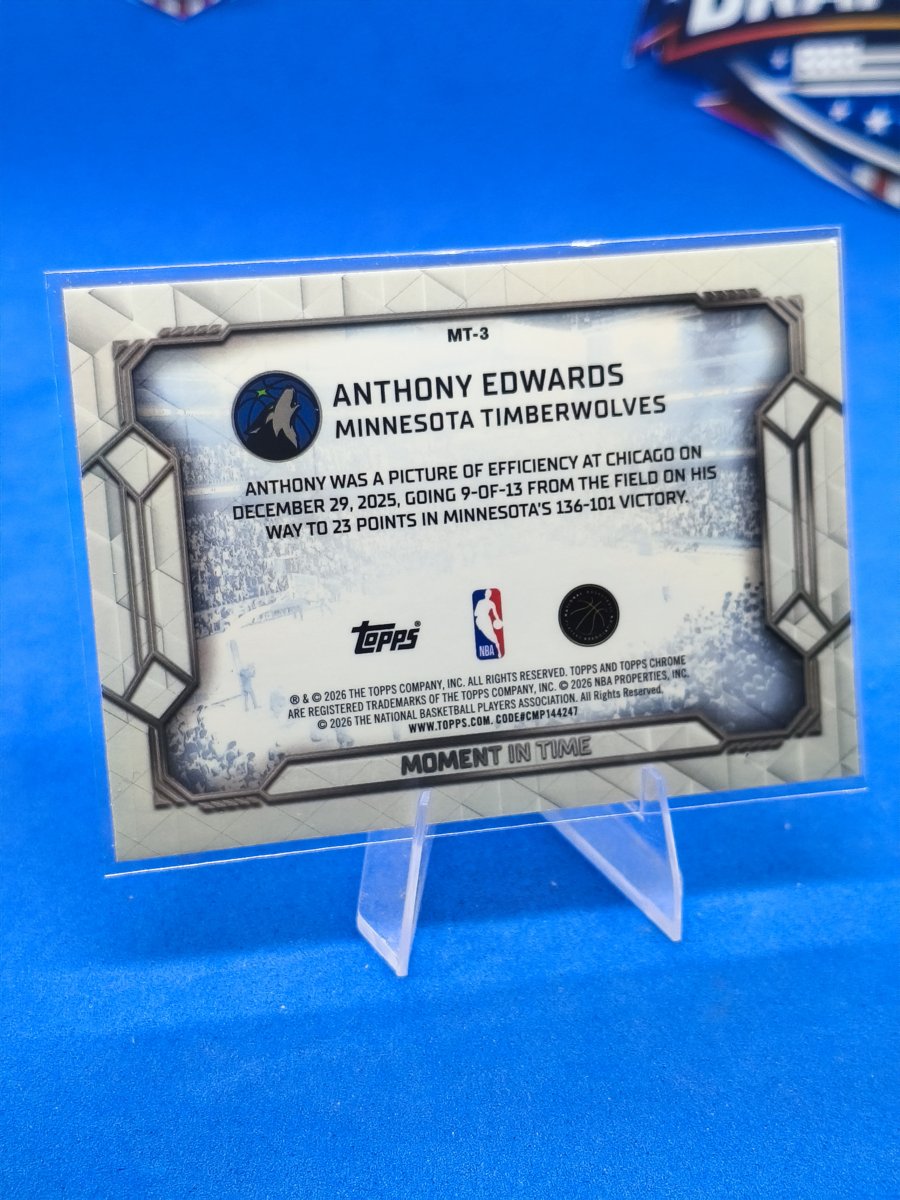 DRAF
MT-3
ANTHONY EDWARDS
MINNESOTA TIMBERWOLVES
ANTHONY WAS A PICTURE OF EFFICIENCY AT CHICAGO ON
DECEMBER 29, 2025, GOING 9-OF-13 FROM THE FIELD ON HIS
WAY TO 23 POINTS IN MINNESOTA'S 136-101 VICTORY.
topps®
NBA
® & © 2026 THE TOPPS COMPANY, INC. ALL RIGHTS RESERVED. TOPPS AND TOPPS CHROME
ARE REGISTERED TRADEMARKS OF THE TOPPS COMPANY, INC. © 2026 NBA PROPERTIES, INC.
© 2026 THE NATIONAL BASKETBALL PLAYERS ASSOCIATION. All Rights Reserved.
WWW.TOPPS.COM. CODE#CMP144247
MOMENT IN TIME